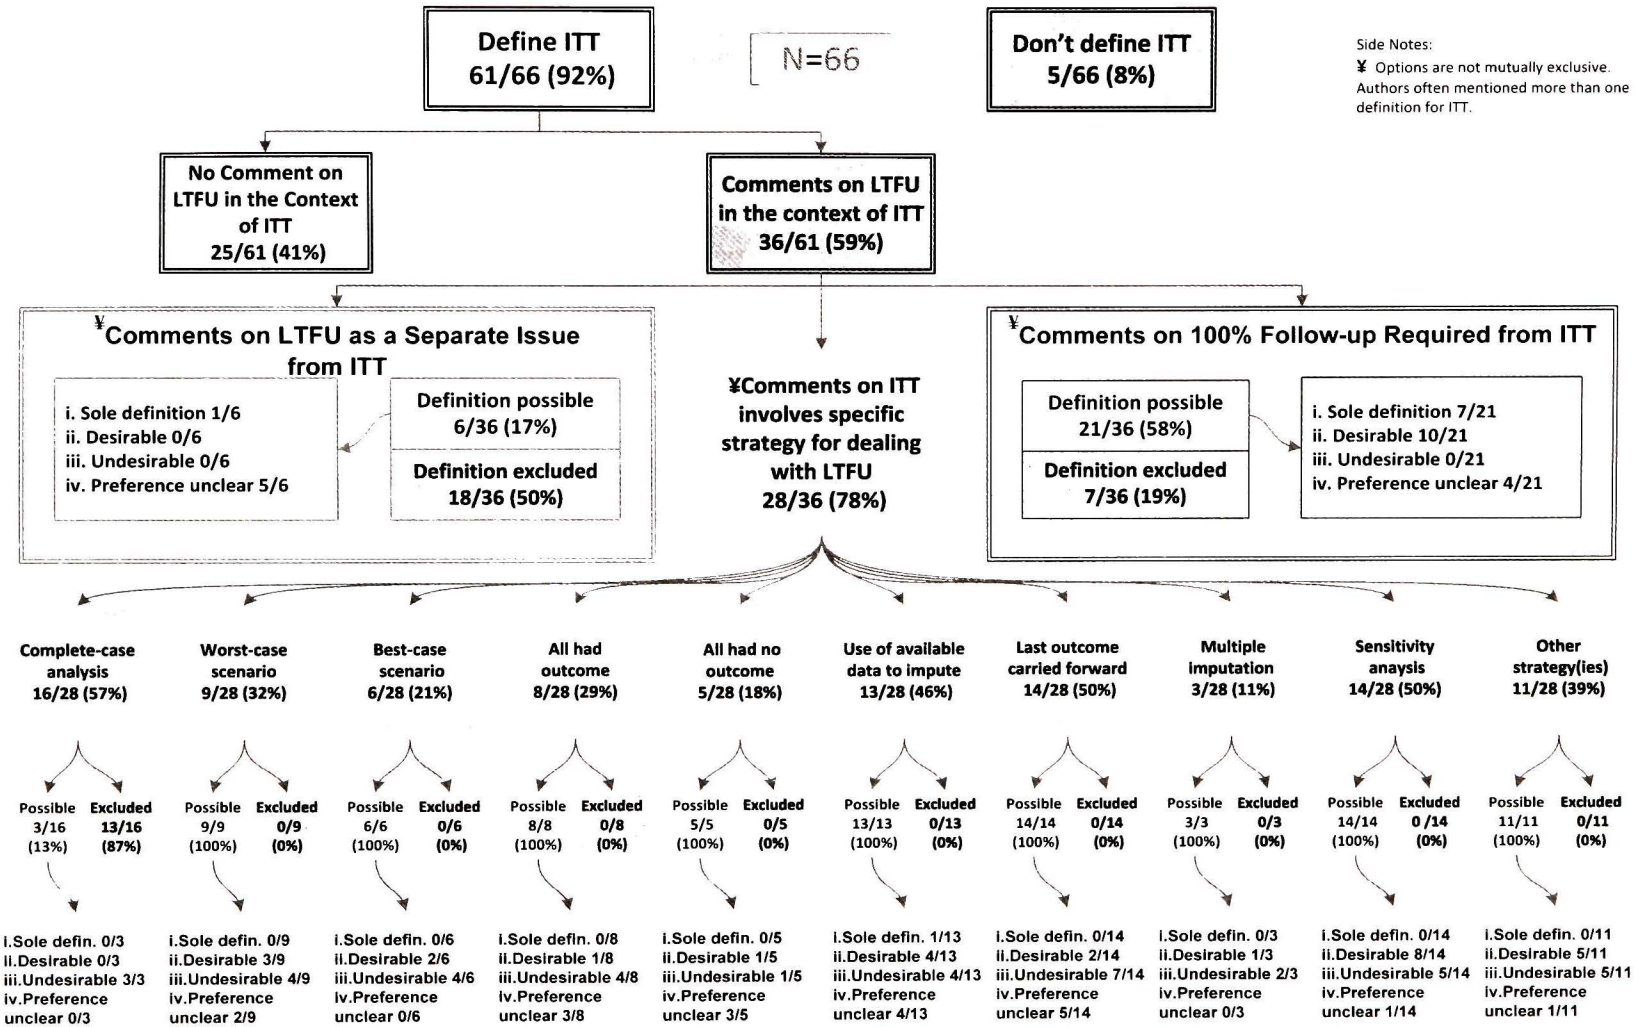 Define ITT
61/66 (92%)
N=66
Don't define ITT
5/66 (8%)
Side Notes:
¥ Options are not mutually exclusive.
Authors often mentioned more than one
definition for ITT.
No Comment on
LTFU in the Context
of ITT
25/61 (41%)
Comments on LTFU
in the context of ITT
36/61 (59%)
¥Comments on LTFU as a Separate Issue
from ITT
i. Sole definition 1/6
ii. Desirable 0/6
iii. Undesirable 0/6
iv. Preference unclear 5/6
Definition possible
6/36 (17%)
Definition excluded
18/36 (50%)
¥Comments on ITT
involves specific
strategy for dealing
with LTFU
28/36 (78%)
¥Comments on 100% Follow-up Required from ITT
Definition possible
21/36 (58%)
Definition excluded
7/36 (19%)
i. Sole definition 7/21
ii. Desirable 10/21
iii. Undesirable 0/21
iv. Preference unclear 4/21
Complete-case
analysis
16/28 (57%)
Worst-case
scenario
9/28 (32%)
Best-case
scenario
6/28 (21%)
All had
outcome
8/28 (29%)
All had no
outcome
5/28 (18%)
Use of available
data to impute
13/28 (46%)
Last outcome
carried forward
14/28 (50%)
Multiple
imputation
3/28 (11%)
Sensitivity
anaysis
14/28 (50%)
Other
strategy(ies)
11/28 (39%)
Possible
3/16
(13%)
Excluded
13/16
(87%)
Possible
9/9
(100%)
Excluded
0/9
(0%)
Possible
6/6
(100%)
Excluded
0/6
(0%)
Possible
8/8
(100%)
Excluded
0/8
(0%)
Possible
5/5
(100%)
Excluded
0/5
(0%)
Possible
13/13
(100%)
Excluded
0/13
(0%)
Possible
14/14
(100%)
Excluded
0/14
(0%)
Possible
3/3
(100%)
Excluded
0/3
(0%)
Possible
14/14
(100%)
Excluded
0 /14
(0%)
Possible
11/11
(100%)
Excluded
0/11
(0%)
i.Sole defin. 0/3
ii.Desirable 0/3
iii.Undesirable 3/3
iv.Preference
unclear 0/3
i.Sole defin. 0/9
ii.Desirable 3/9
iii.Undesirable 4/9
iv.Preference
unclear 2/9
i.Sole defin. 0/6
ii.Desirable 2/6
iii.Undesirable 4/6
iv.Preference
unclear 0/6
i.Sole defin. 0/8
ii.Desirable 1/8
iii.Undesirable 4/8
iv.Preference
unclear 3/8
i.Sole defin. 0/5
ii.Desirable 1/5
iii.Undesirable 1/5
iv.Preference
unclear 3/5
i.Sole defin. 1/13
ii.Desirable 4/13
iii.Undesirable 4/13
iv.Preference
unclear 4/13
i.Sole defin. 0/14
ii.Desirable 2/14
iii.Undesirable 7/14
iv.Preference
unclear 5/14
i.Sole defin. 0/3
ii.Desirable 1/3
iii.Undesirable 2/3
iv.Preference
unclear 0/3
i.Sole defin. 0/14
ii.Desirable 8/14
iii.Undesirable 5/14
iv.Preference
unclear 1/14
i.Sole defin. 0/11
ii.Desirable 5/11
iii.Undesirable 5/11
iv.Preference
unclear 1/11